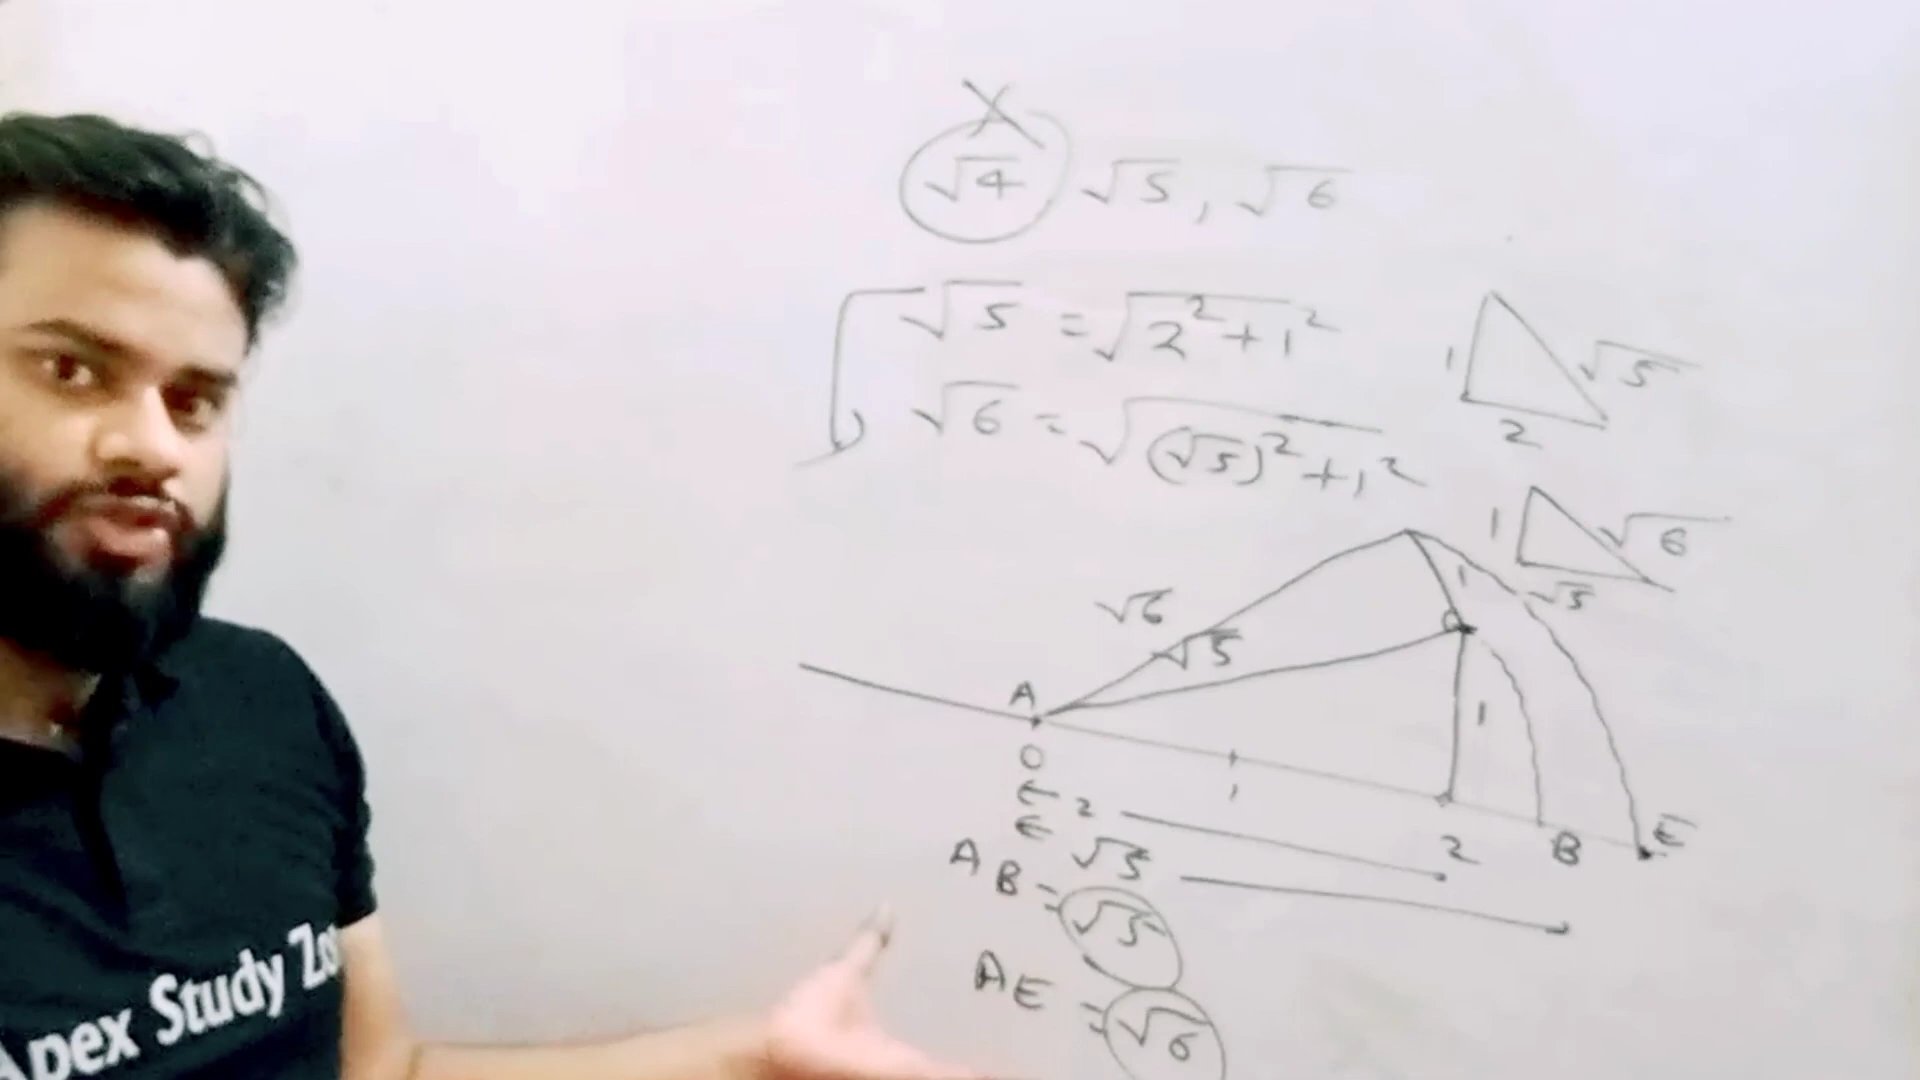 X
√4 √5, √6
√5 = √2² + 1²
1 √5
2
√6 = √(√5)² + 1²
1 √6
√5
√6 1
√5
A 1
0 1 2 B E
← 2
← √5
AB = √5
AE = √6
Apex Study Zo